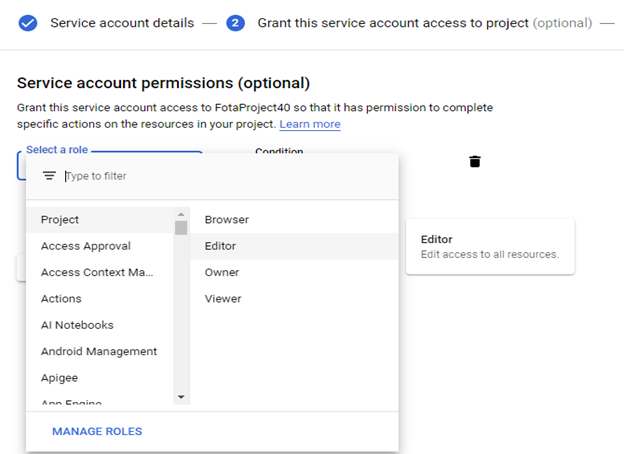 Service account details — 2 Grant this service account access to project (optional) —
Service account permissions (optional)
Grant this service account access to FotaProject40 so that it has permission to complete
specific actions on the resources in your project. Learn more
Select a role
Condition
Type to filter
Project
Access Approval
Access Context Ma...
Actions
AI Notebooks
Android Management
Apigee
App Engine
Browser
Editor
Owner
Viewer
Editor
Edit access to all resources.
MANAGE ROLES